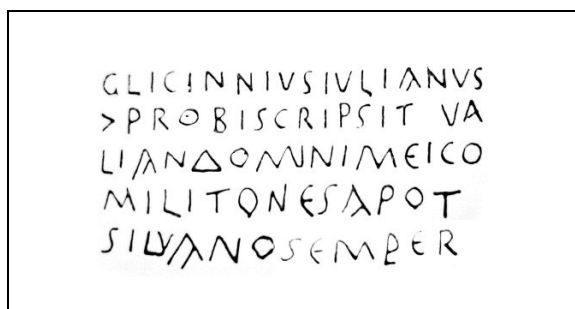 GLICINNIVSIVLIANVS
>PROBISCRIPSIT VA
LIANDOMNIMEICO
MILITONESAPOT
SILVANOSEMPER